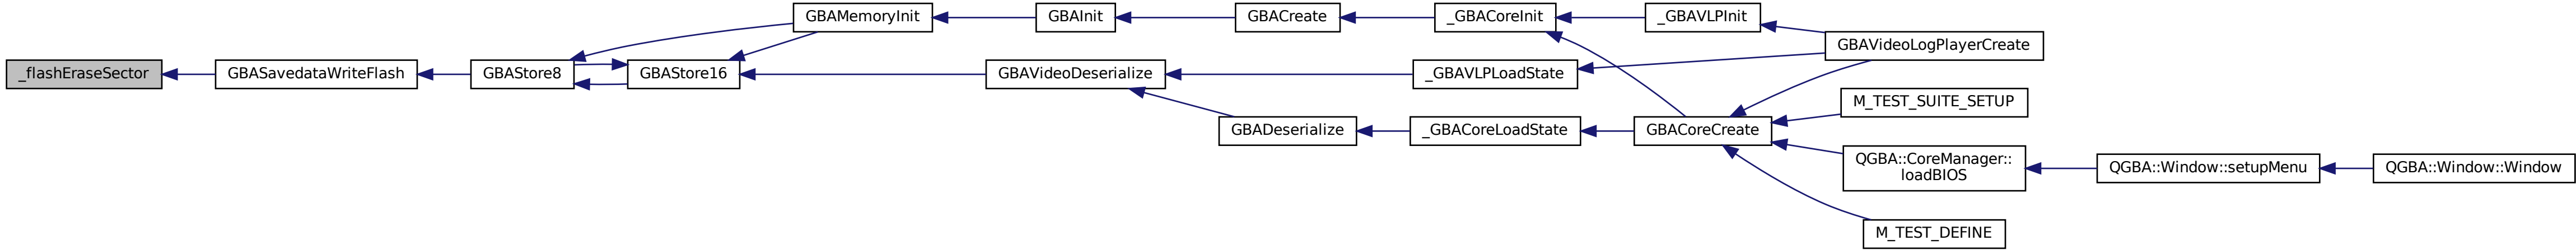 _flashEraseSector
GBASavedataWriteFlash
GBAStore8
GBAStore16
GBAMemoryInit
GBAInit
GBACreate
_GBACoreInit
_GBAVLPInit
GBAVideoLogPlayerCreate
GBAVideoDeserialize
_GBAVLPLoadState
GBADeserialize
_GBACoreLoadState
GBACoreCreate
M_TEST_SUITE_SETUP
QGBA::CoreManager::
loadBIOS
QGBA::Window::setupMenu
QGBA::Window::Window
M_TEST_DEFINE